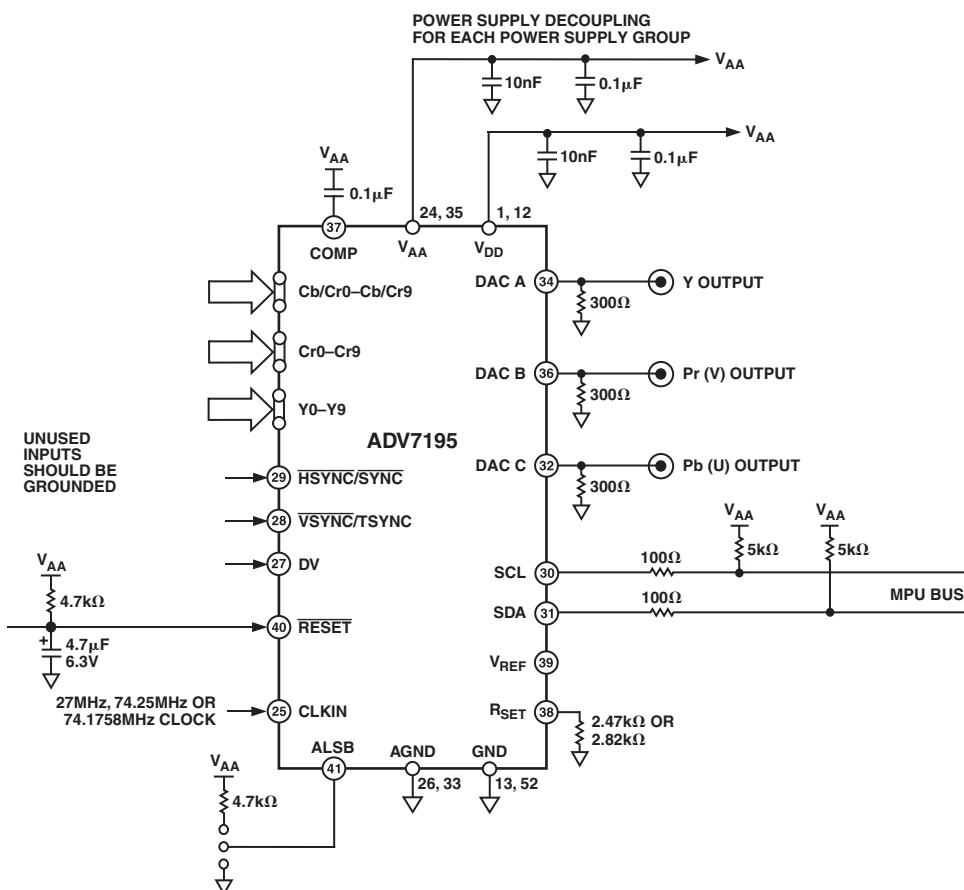 POWER SUPPLY DECOUPLING
FOR EACH POWER SUPPLY GROUP
VAA
10nF
0.1μF
VAA
10nF
0.1μF
VAA
0.1μF
24, 35
1, 12
37
COMP
VAA
VDD
Cb/Cr0–Cb/Cr9
DAC A
34
Y OUTPUT
300Ω
Cr0–Cr9
DAC B
36
Pr (V) OUTPUT
300Ω
Y0–Y9
ADV7195
UNUSED
INPUTS
SHOULD BE
GROUNDED
DAC C
32
Pb (U) OUTPUT
300Ω
29
HSYNC/SYNC
28
VSYNC/TSYNC
VAA
VAA
5kΩ
5kΩ
27
DV
SCL
30
100Ω
MPU BUS
VAA
4.7kΩ
SDA
31
100Ω
40
RESET
+
4.7μF
6.3V
VREF
39
27MHz, 74.25MHz OR
74.1758MHz CLOCK
25
CLKIN
RSET
38
2.47kΩ OR
2.82kΩ
ALSB
AGND
GND
41
26, 33
13, 52
VAA
4.7kΩ